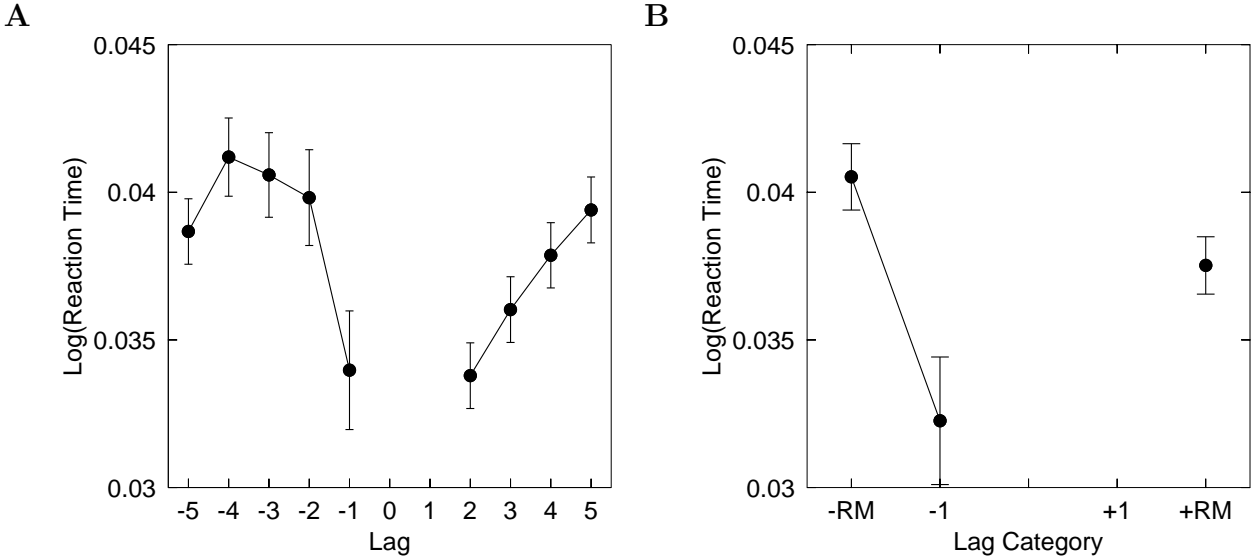 A
Log(Reaction Time)
0.045
0.04
0.035
0.03
-5 -4 -3 -2 -1 0 1 2 3 4 5
Lag
B
Log(Reaction Time)
0.045
0.04
0.035
0.03
-RM -1 +1 +RM
Lag Category